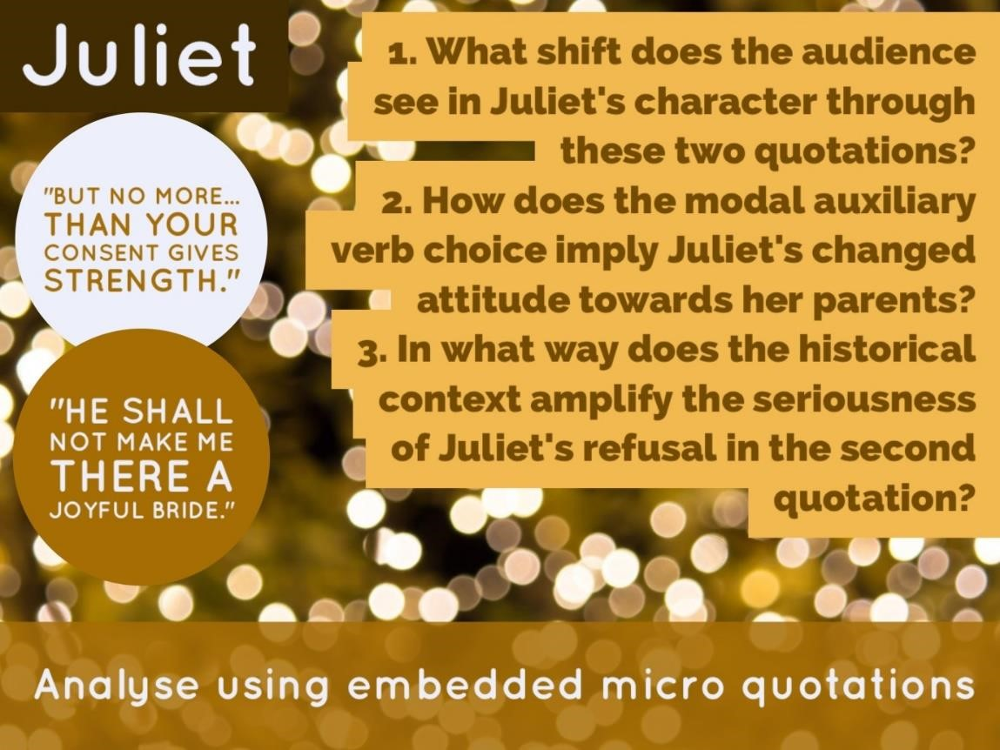 Juliet
"BUT NO MORE...
THAN YOUR
CONSENT GIVES
STRENGTH."
"HE SHALL
NOT MAKE ME
THERE A
JOYFUL BRIDE."
1. What shift does the audience
see in Juliet's character through
these two quotations?
2. How does the modal auxiliary
verb choice imply Juliet's changed
attitude towards her parents?
3. In what way does the historical
context amplify the seriousness
of Juliet's refusal in the second
quotation?
Analyse using embedded micro quotations